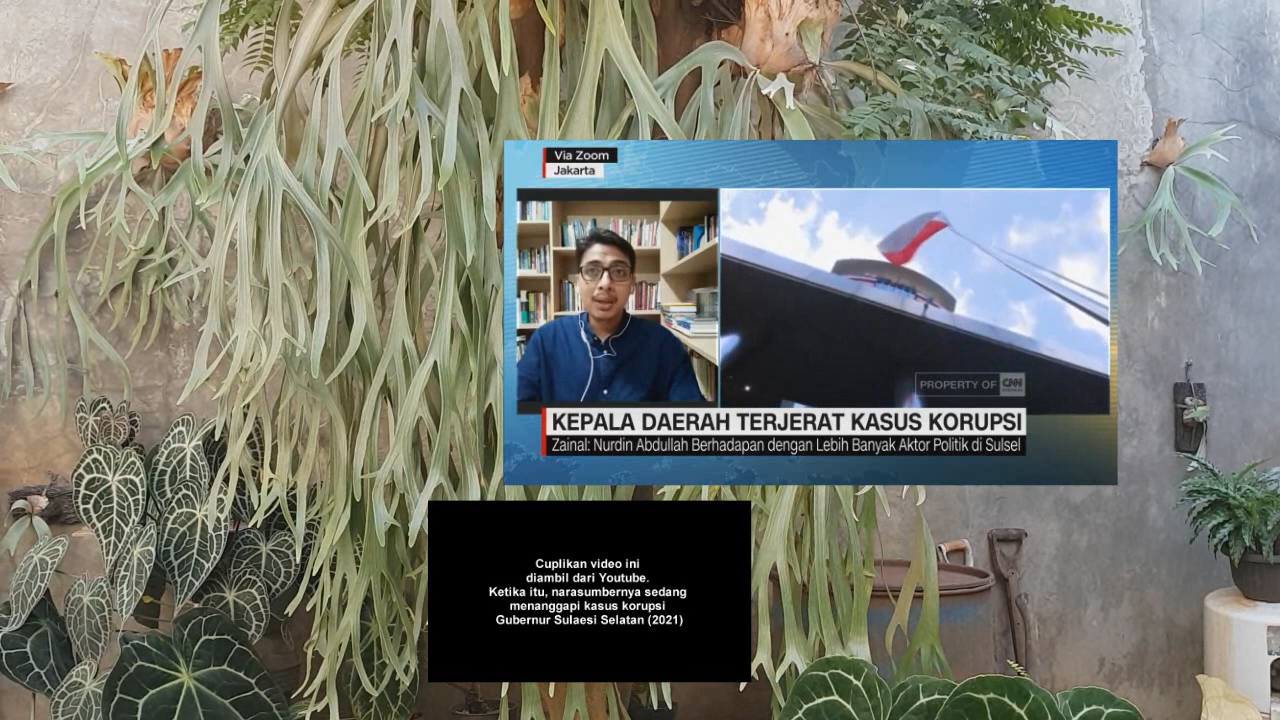 Via Zoom
Jakarta
PROPERTY OF CNN
KEPALA DAERAH TERJERAT KASUS KORUPSI
Zainal: Nurdin Abdullah Berhadapan dengan Lebih Banyak Aktor Politik di Sulsel
Cuplikan video ini
diambil dari Youtube.
Ketika itu, narasumbernya sedang
menanggapi kasus korupsi
Gubernur Sulaesi Selatan (2021)